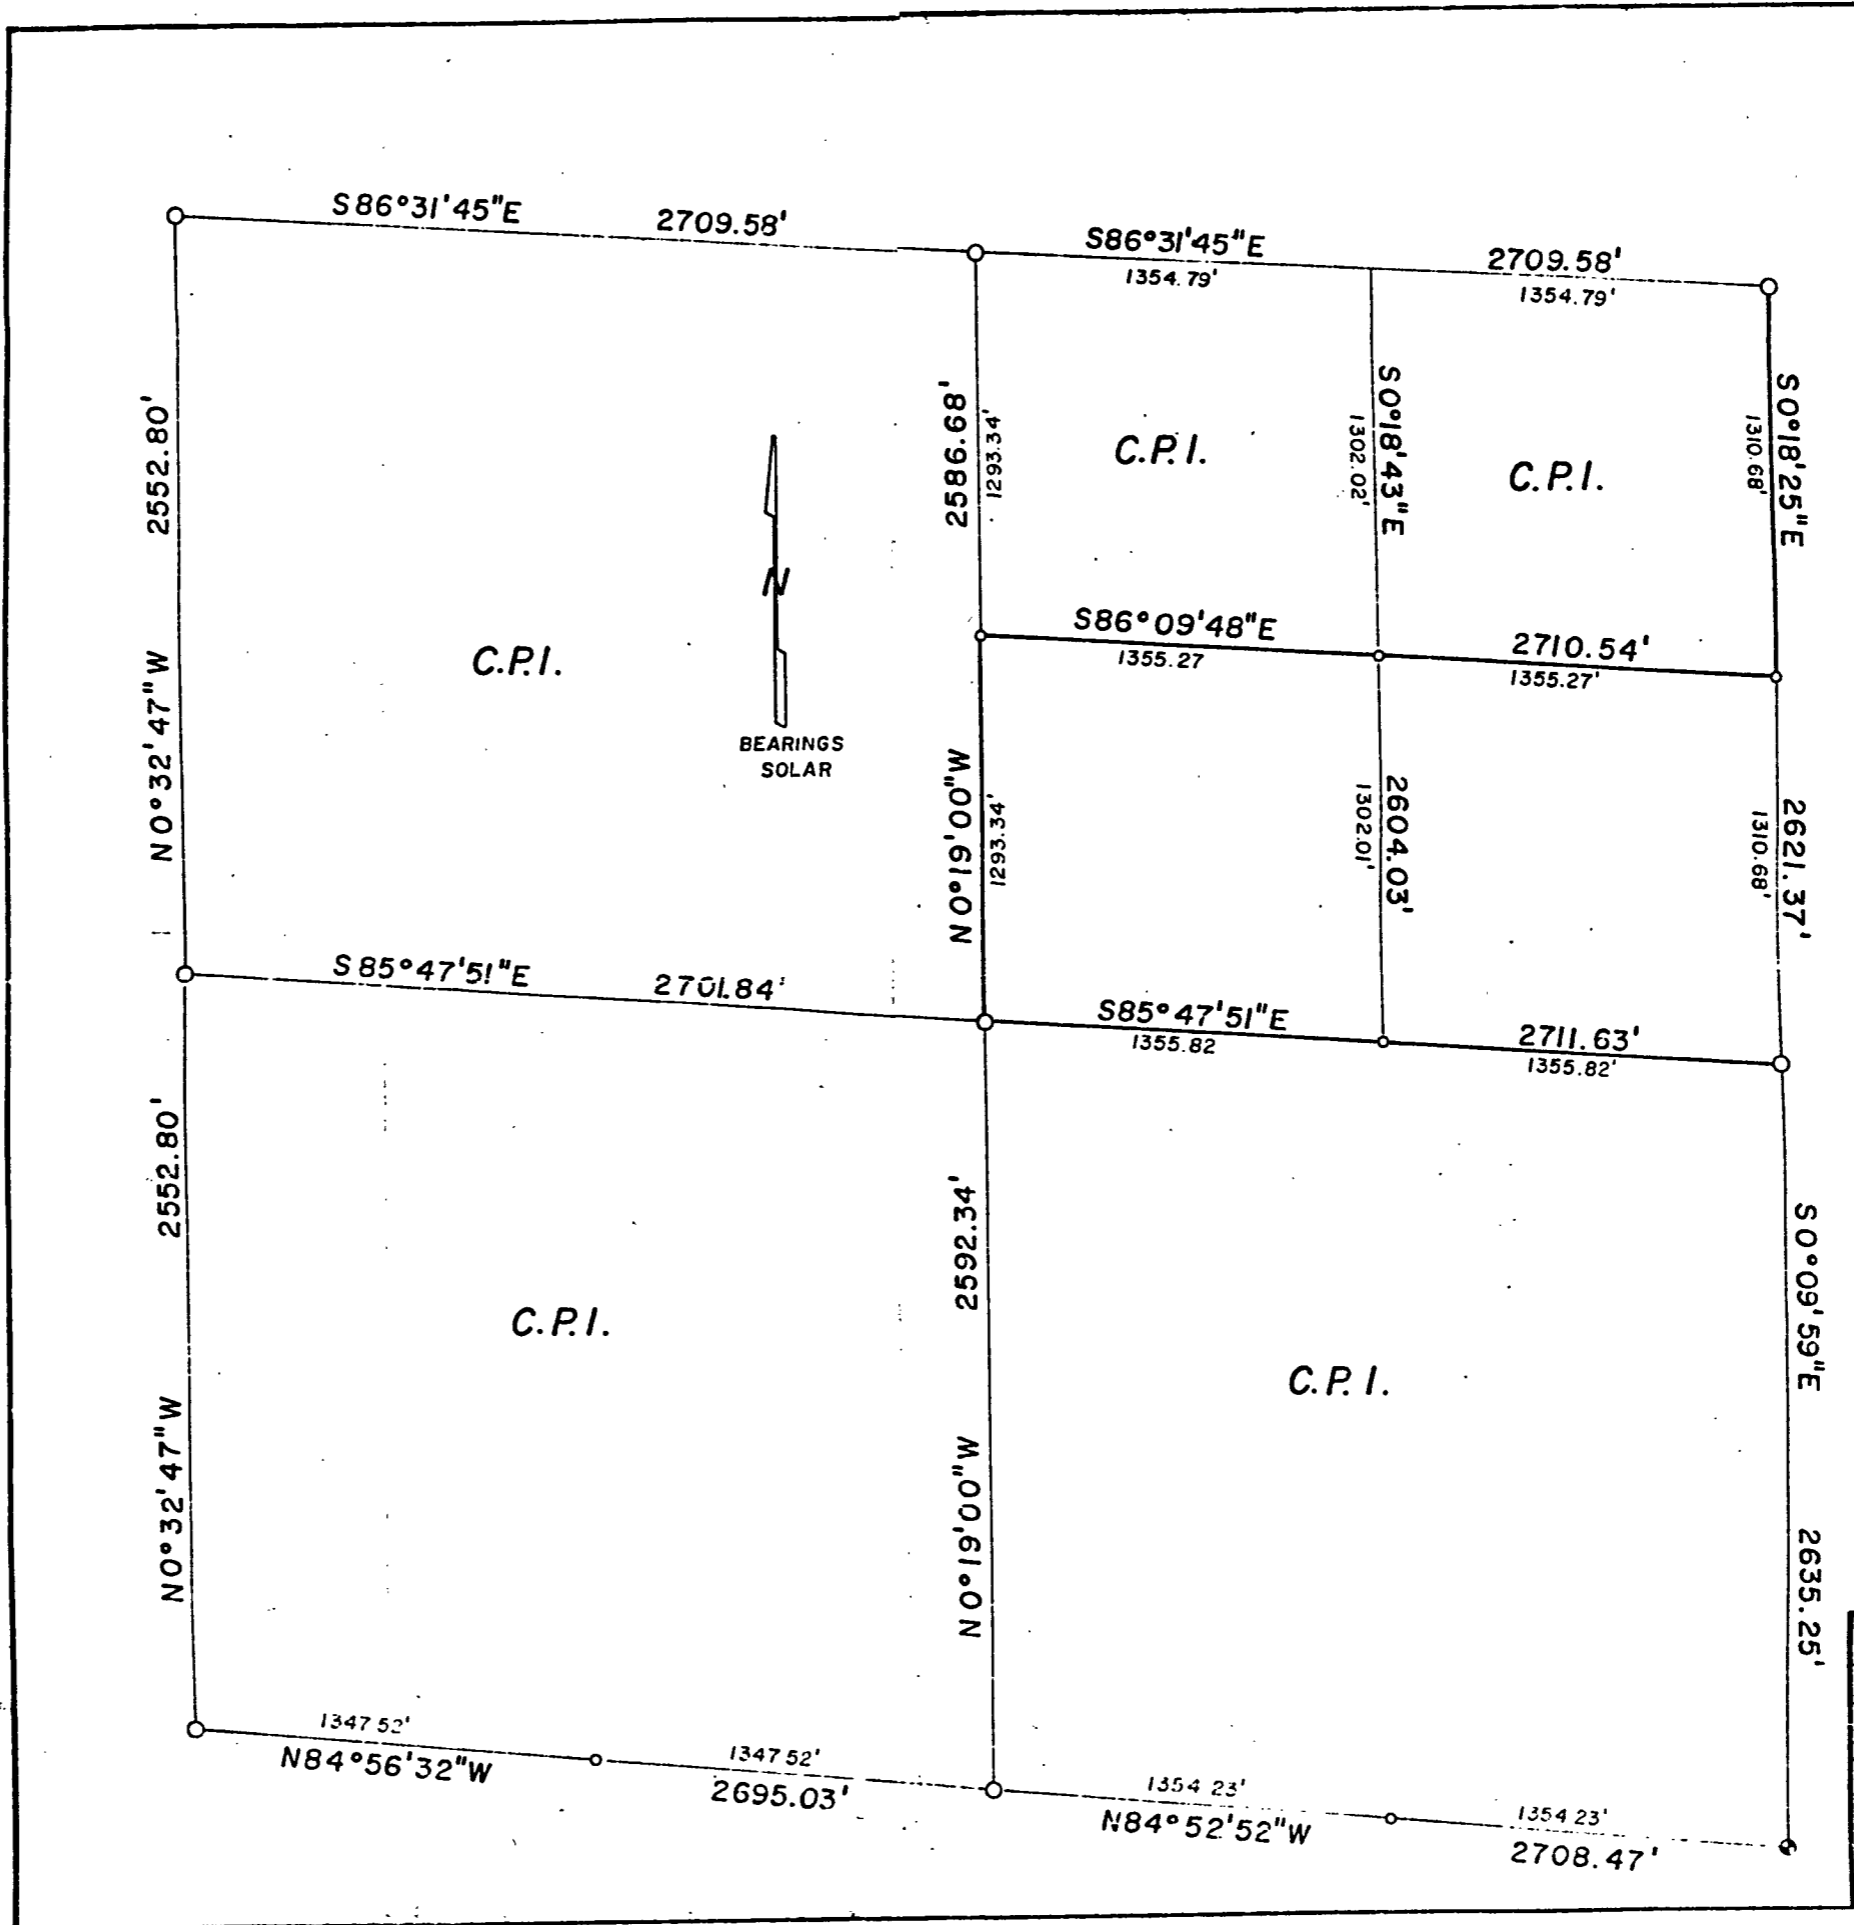 S86°31'45"E 2709.58'
S86°31'45"E 2709.58'
1354.79' 1354.79'
2552.80'
N0°32'47"W
2586.68'
1293.34'
S0°18'43"E
1302.02'
S0°18'25"E
1310.68'
C.P.I.
C.P.I.
C.P.I.
N
BEARINGS
SOLAR
S86°09'48"E 2710.54'
1355.27 1355.27'
N0°19'00"W
1293.34'
2604.03'
1302.01'
2621.37'
1310.68'
S85°47'51"E 2701.84'
S85°47'51"E 2711.63'
1355.82 1355.82'
2552.80'
N0°32'47"W
C.P.I.
2592.34'
N0°19'00"W
C.P.I.
S0°09'59"E
2635.25'
1347 52' 1347 52'
N84°56'32"W 2695.03'
1354 23' 1354 23'
N84°52'52"W 2708.47'